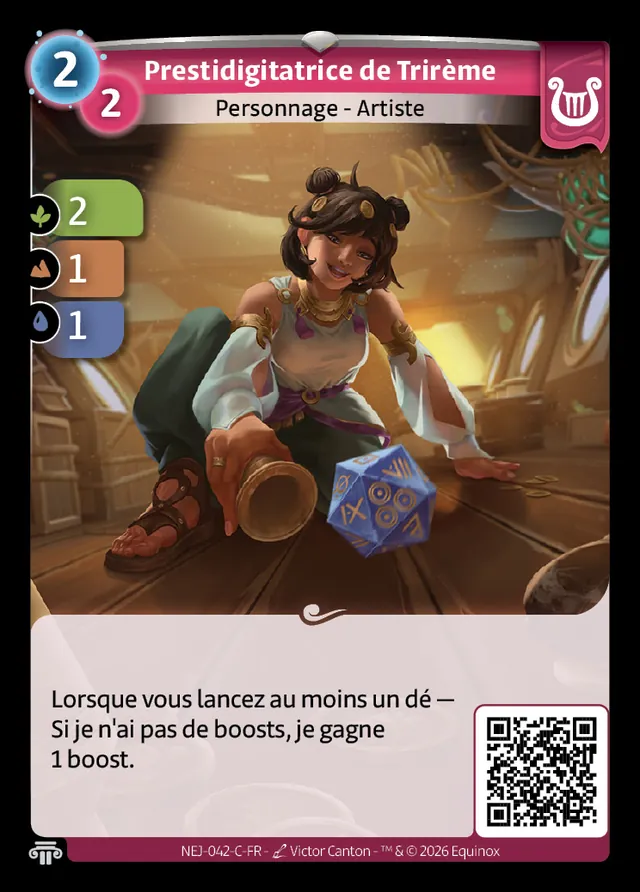 2
Prestidigitatrice de Trirème
2
Personnage - Artiste
2
1
1
Lorsque vous lancez au moins un dé —
Si je n'ai pas de boosts, je gagne
1 boost.
NEJ-042-C-FR - Victor Canton - ™ & © 2026 Equinox